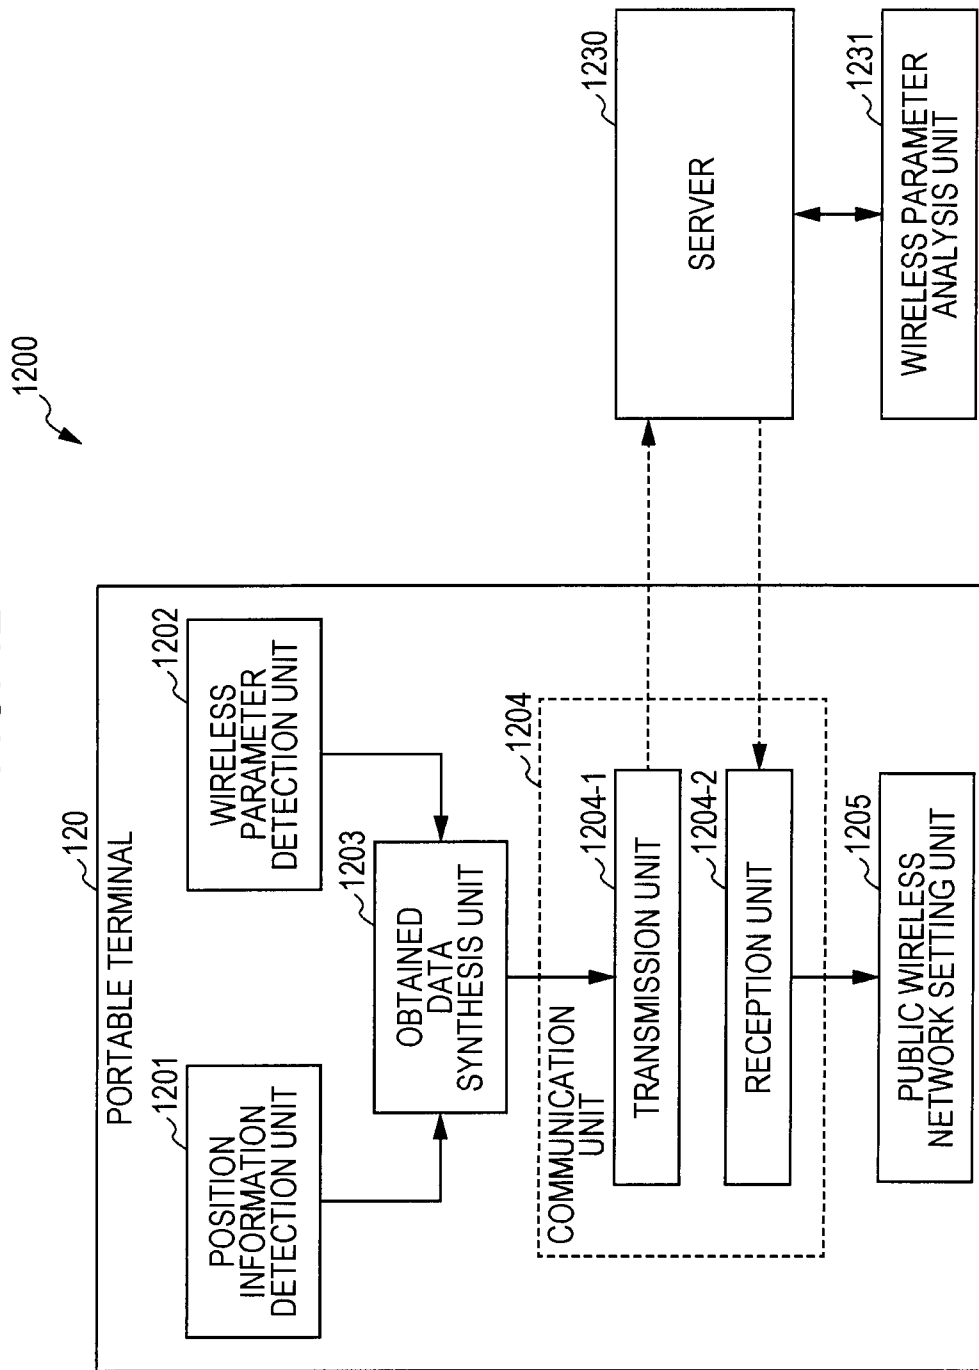 1200
120
PORTABLE TERMINAL
1201
POSITION
INFORMATION
DETECTION UNIT
1202
WIRELESS
PARAMETER
DETECTION UNIT
1203
OBTAINED
DATA
SYNTHESIS UNIT
1204
COMMUNICATION
UNIT
1204-1
TRANSMISSION UNIT
1204-2
RECEPTION UNIT
1205
PUBLIC WIRELESS
NETWORK SETTING UNIT
1230
SERVER
1231
WIRELESS PARAMETER
ANALYSIS UNIT